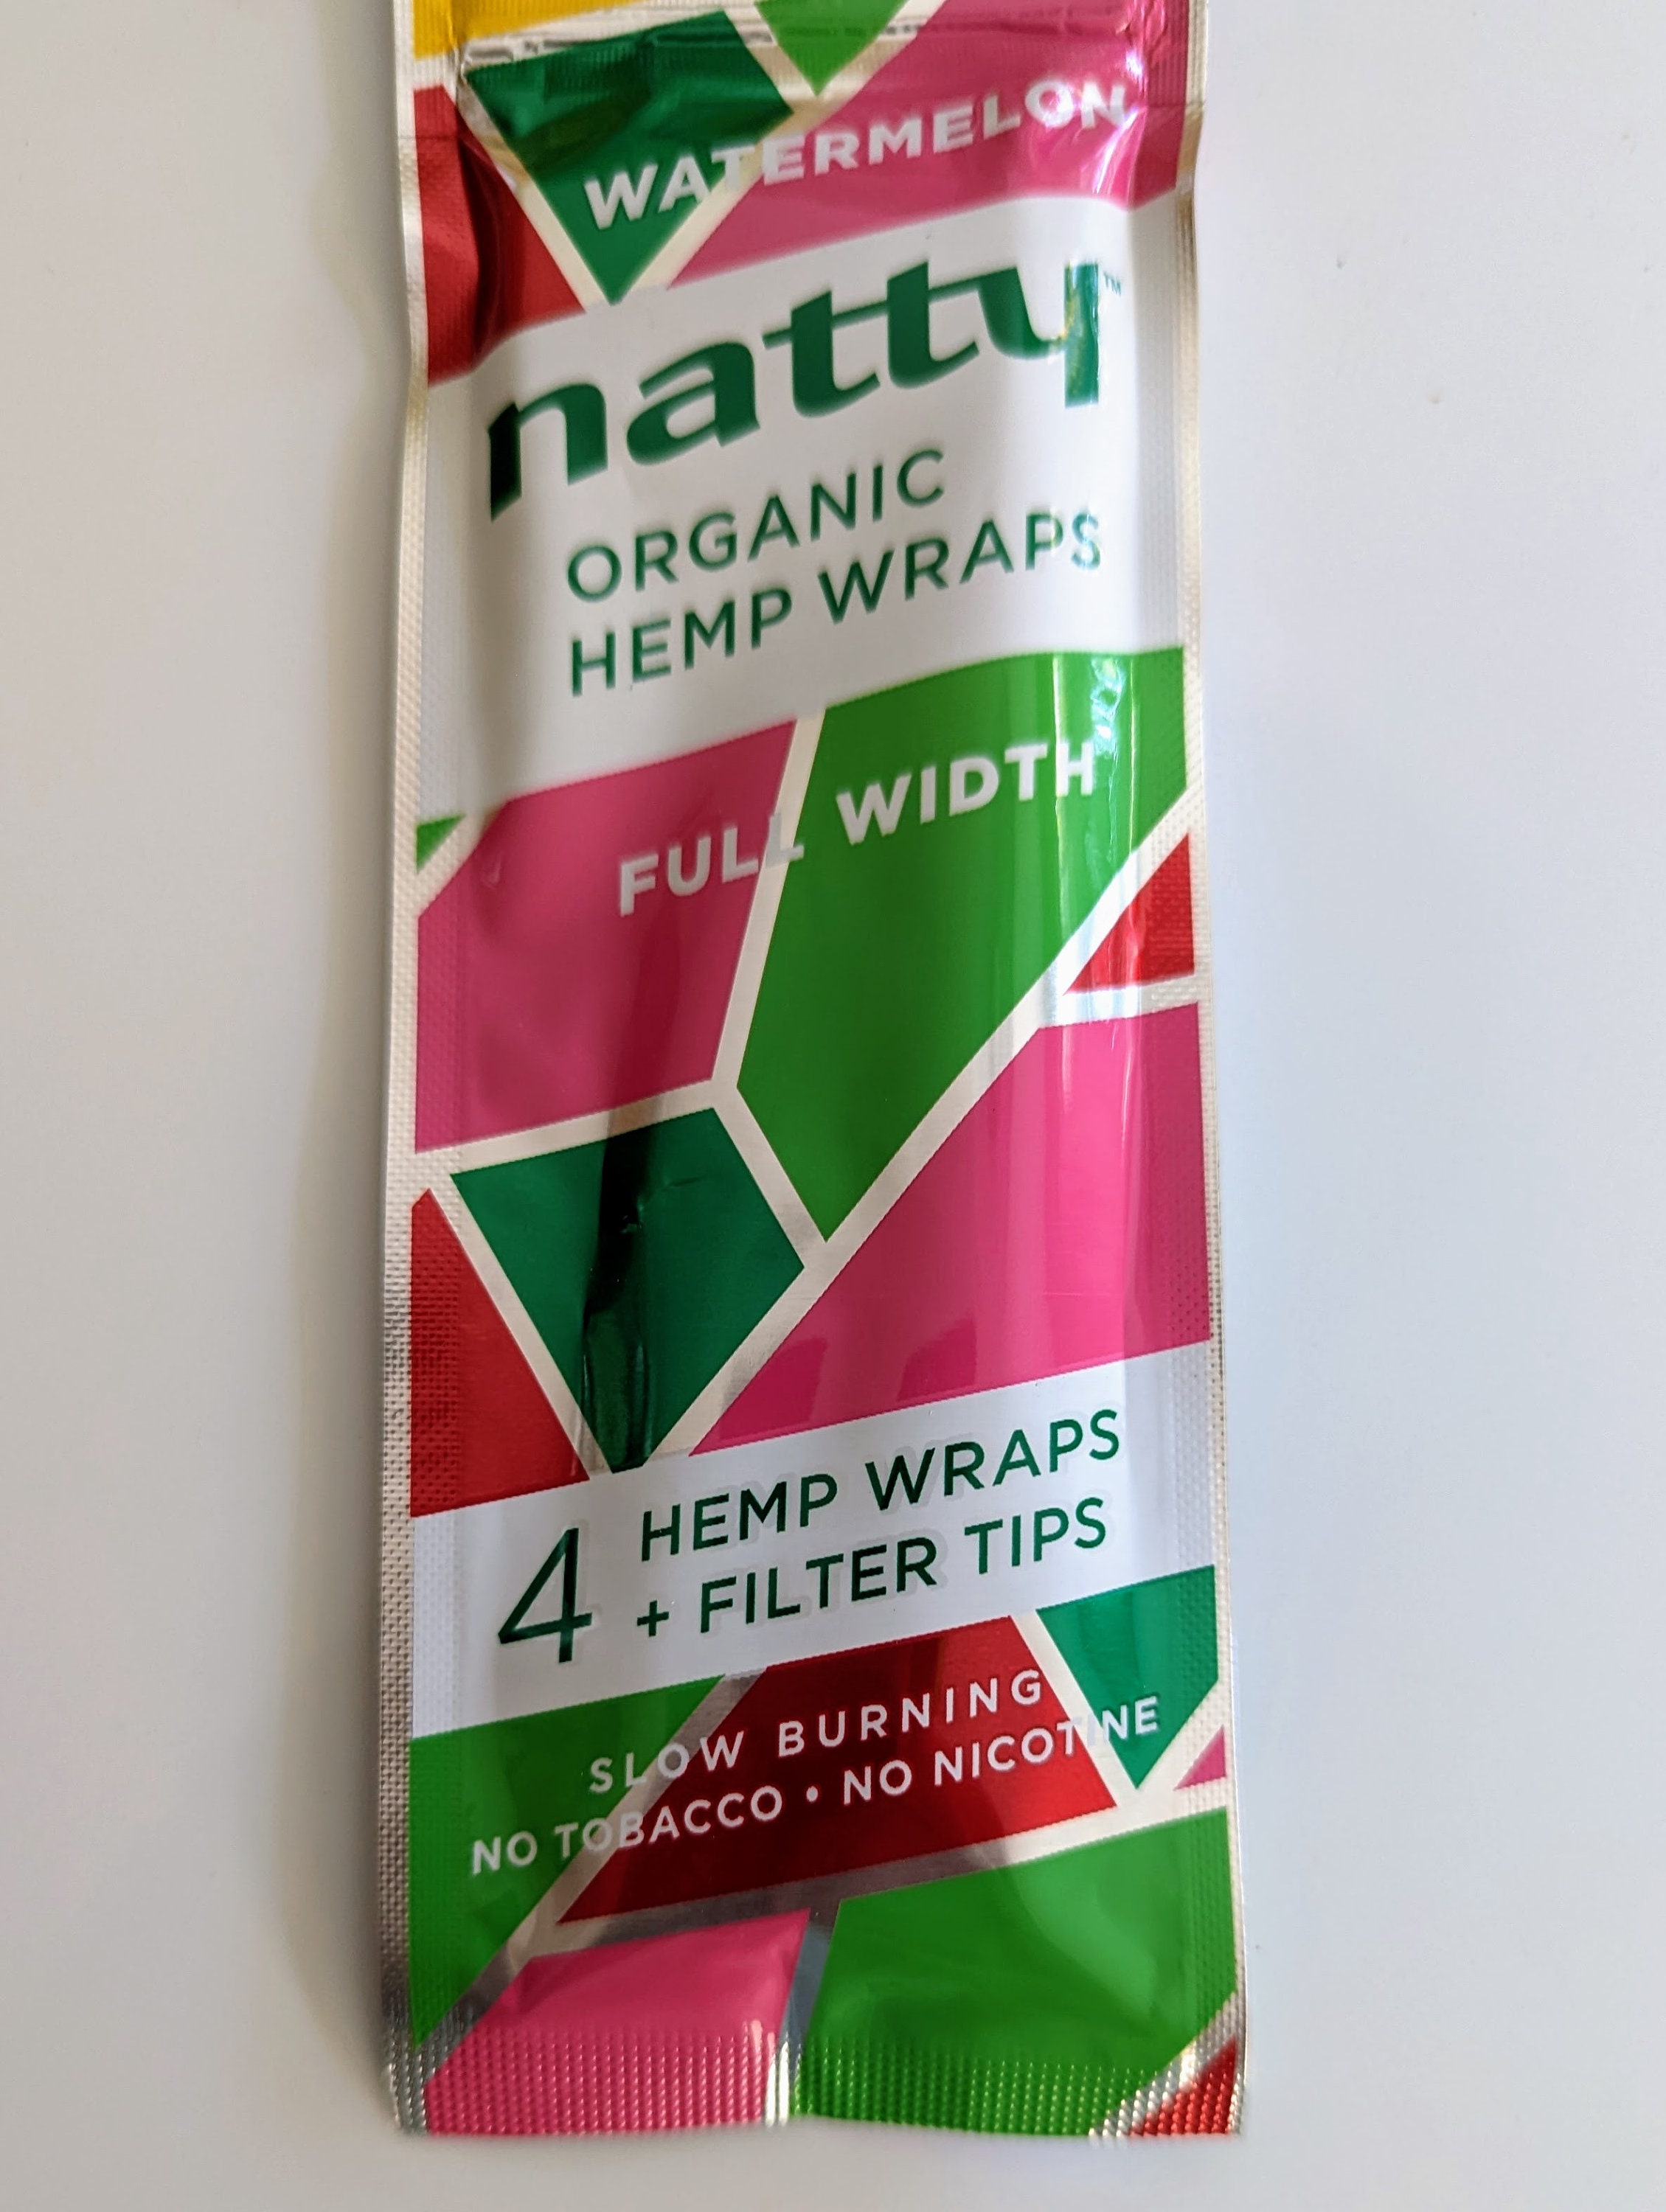 WATERMELON
natty™
ORGANIC
HEMP WRAPS
FULL WIDTH
4 HEMP WRAPS
+ FILTER TIPS
SLOW BURNING
NO TOBACCO • NO NICOTINE